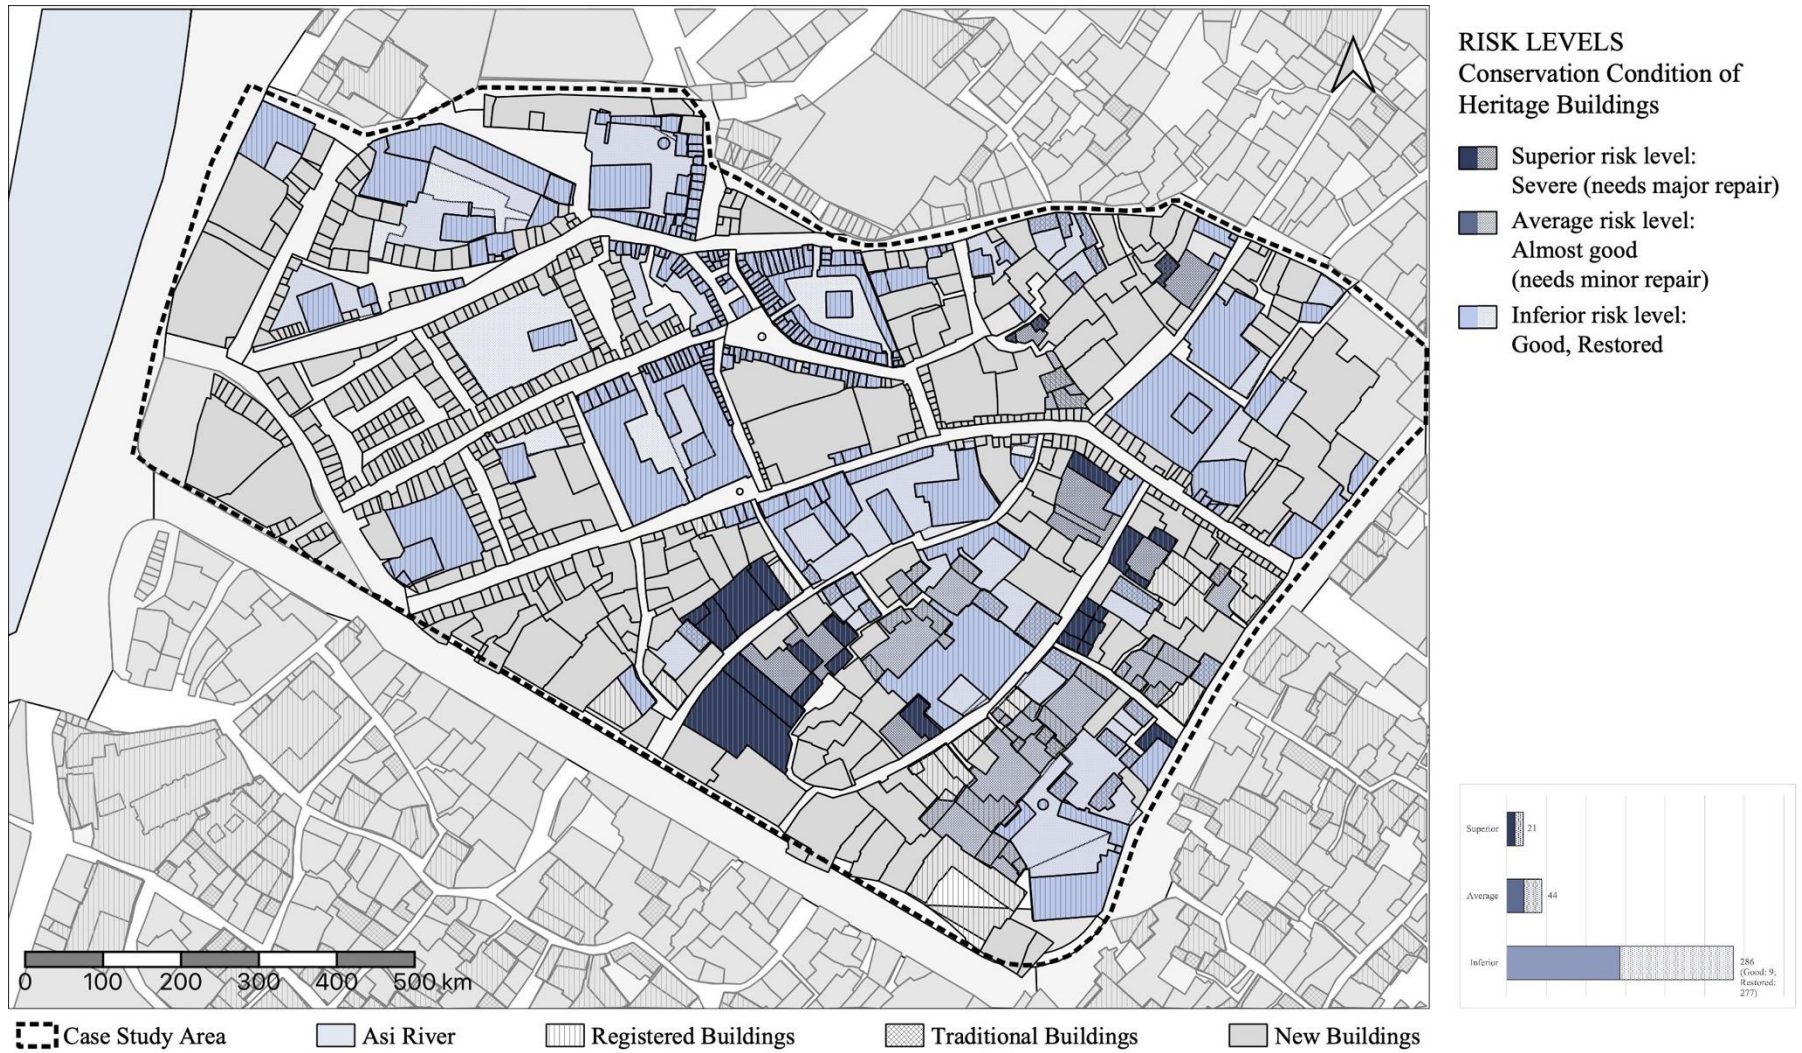 RISK LEVELS
Conservation Condition of
Heritage Buildings
Superior risk level:
Severe (needs major repair)
Average risk level:
Almost good
(needs minor repair)
Inferior risk level:
Good, Restored
Superior
21
Average
44
Inferior
286
(Good: 9;
Restored:
277)
0 100 200 300 400 500 km
Case Study Area Asi River Registered Buildings Traditional Buildings New Buildings